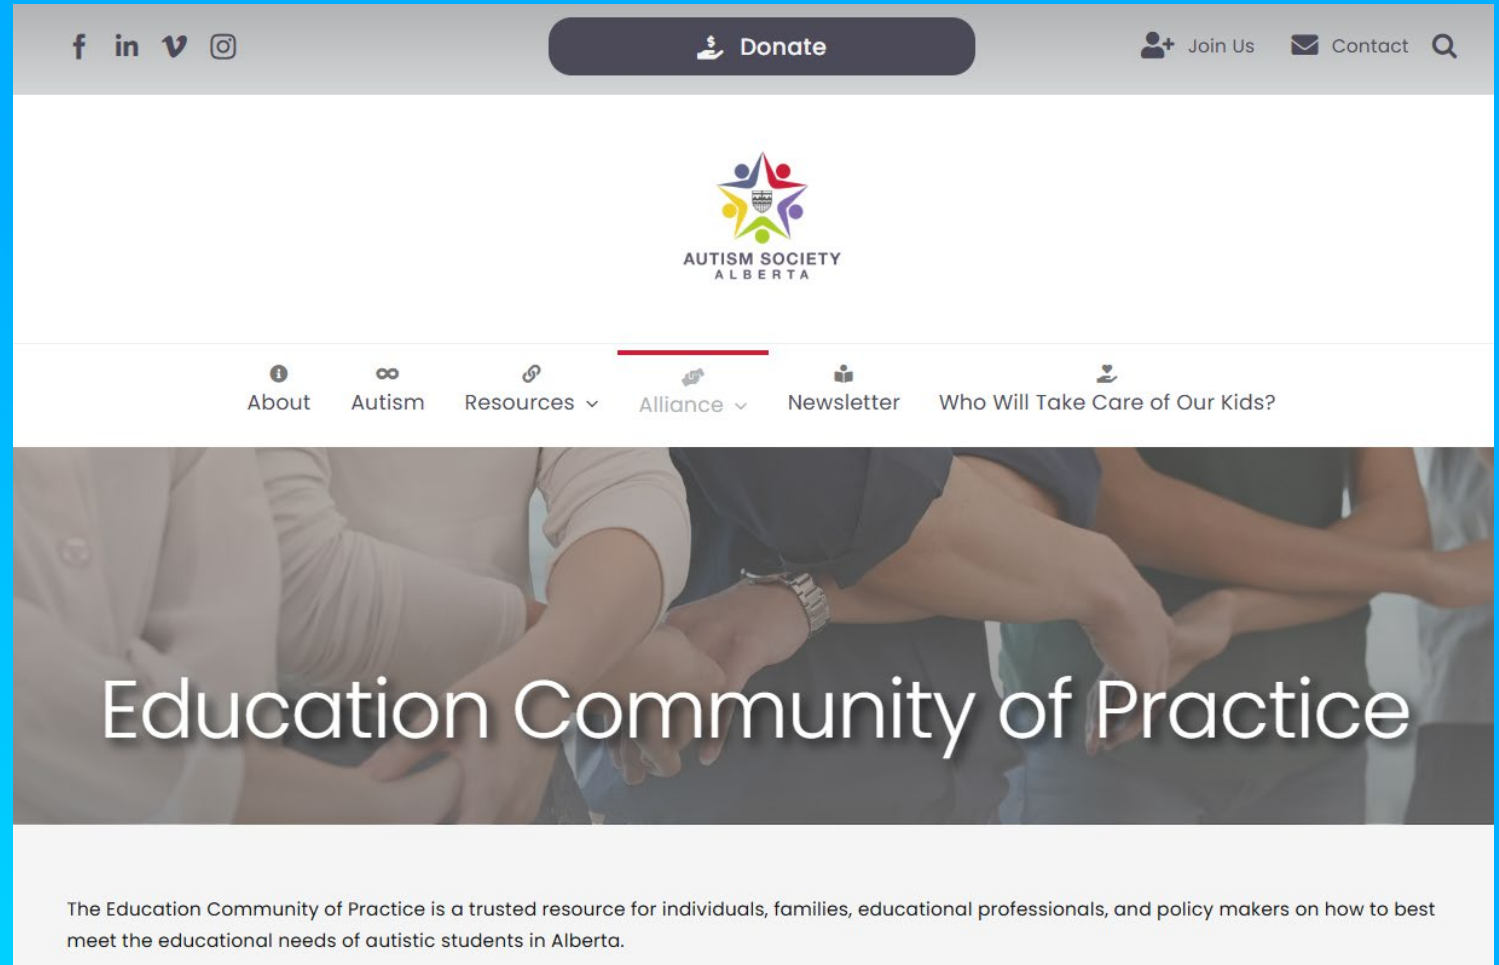 Donate
Join Us
Contact
AUTISM SOCIETY
ALBERTA
About
Autism
Resources
Alliance
Newsletter
Who Will Take Care of Our Kids?
Education Community of Practice
The Education Community of Practice is a trusted resource for individuals, families, educational professionals, and policy makers on how to best
meet the educational needs of autistic students in Alberta.